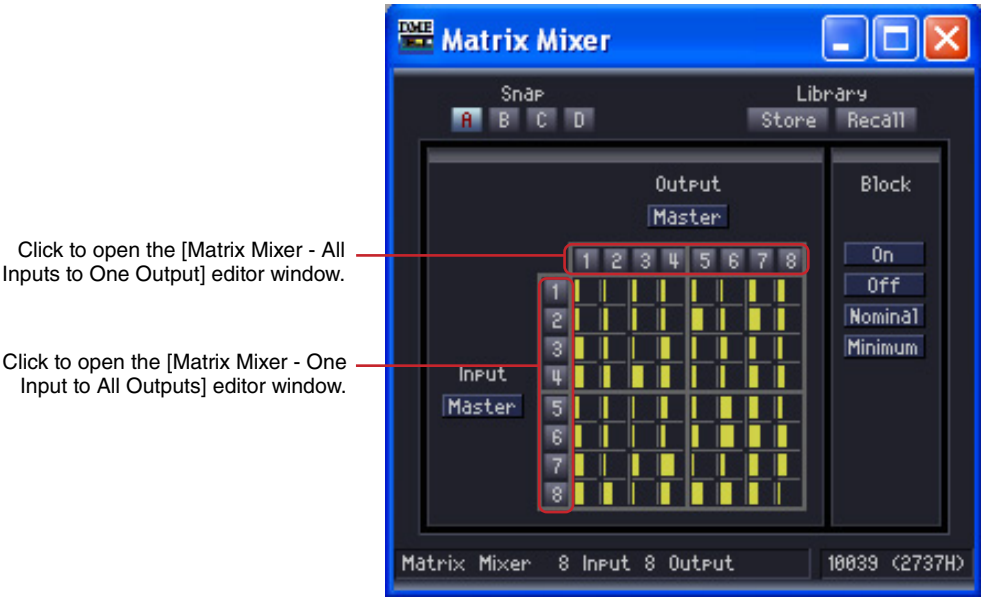 DME
Matrix Mixer
Snap
Library
A B C D
Store Recall
Output
Block
Master
Click to open the [Matrix Mixer - All
Inputs to One Output] editor window.
1 2 3 4 5 6 7 8
On
Off
Nominal
Minimum
1
2
3
4
5
6
7
8
Click to open the [Matrix Mixer - One
Input to All Outputs] editor window.
Input
Master
Matrix Mixer 8 Input 8 Output
10039 (2737H)